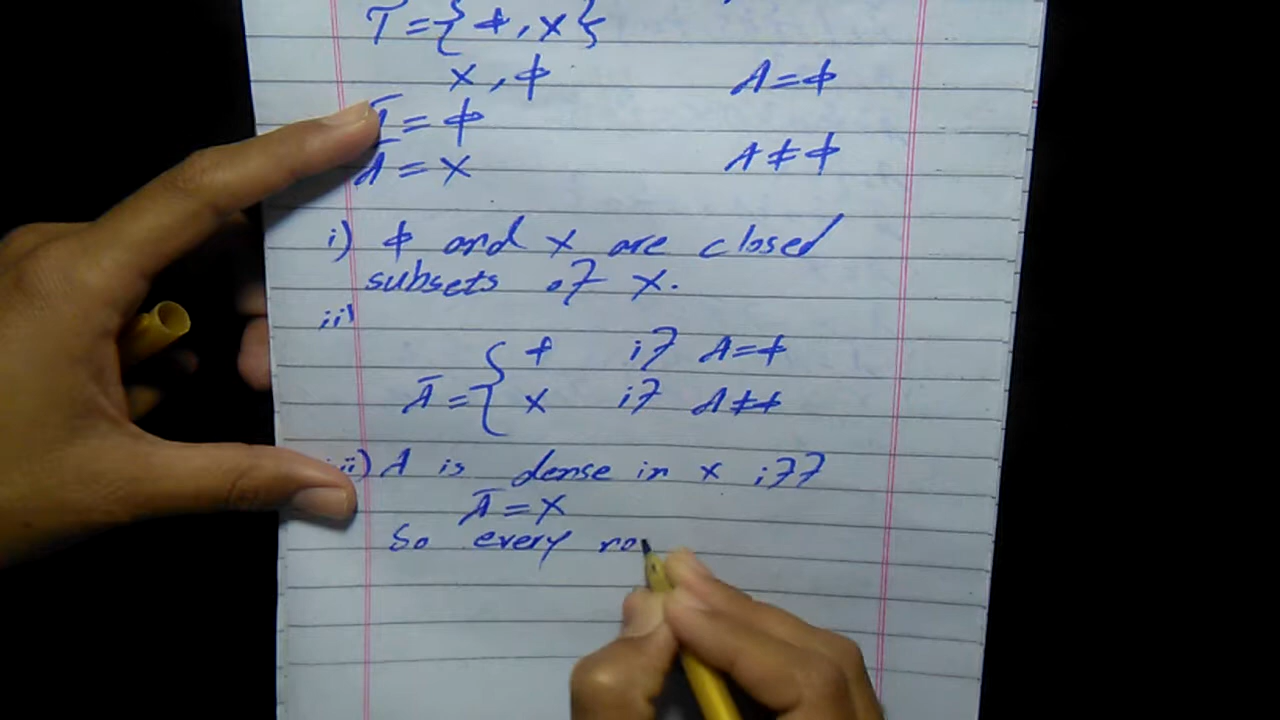 T = { ϕ , X }
X , ϕ A = ϕ
= ϕ
A̅ = X A ≠ ϕ
i) ϕ and X are closed
subsets of X.
ii)
A̅ = { ϕ if A = ϕ
X if A ≠ ϕ
iii) A is dense in X iff
A̅ = X
So every